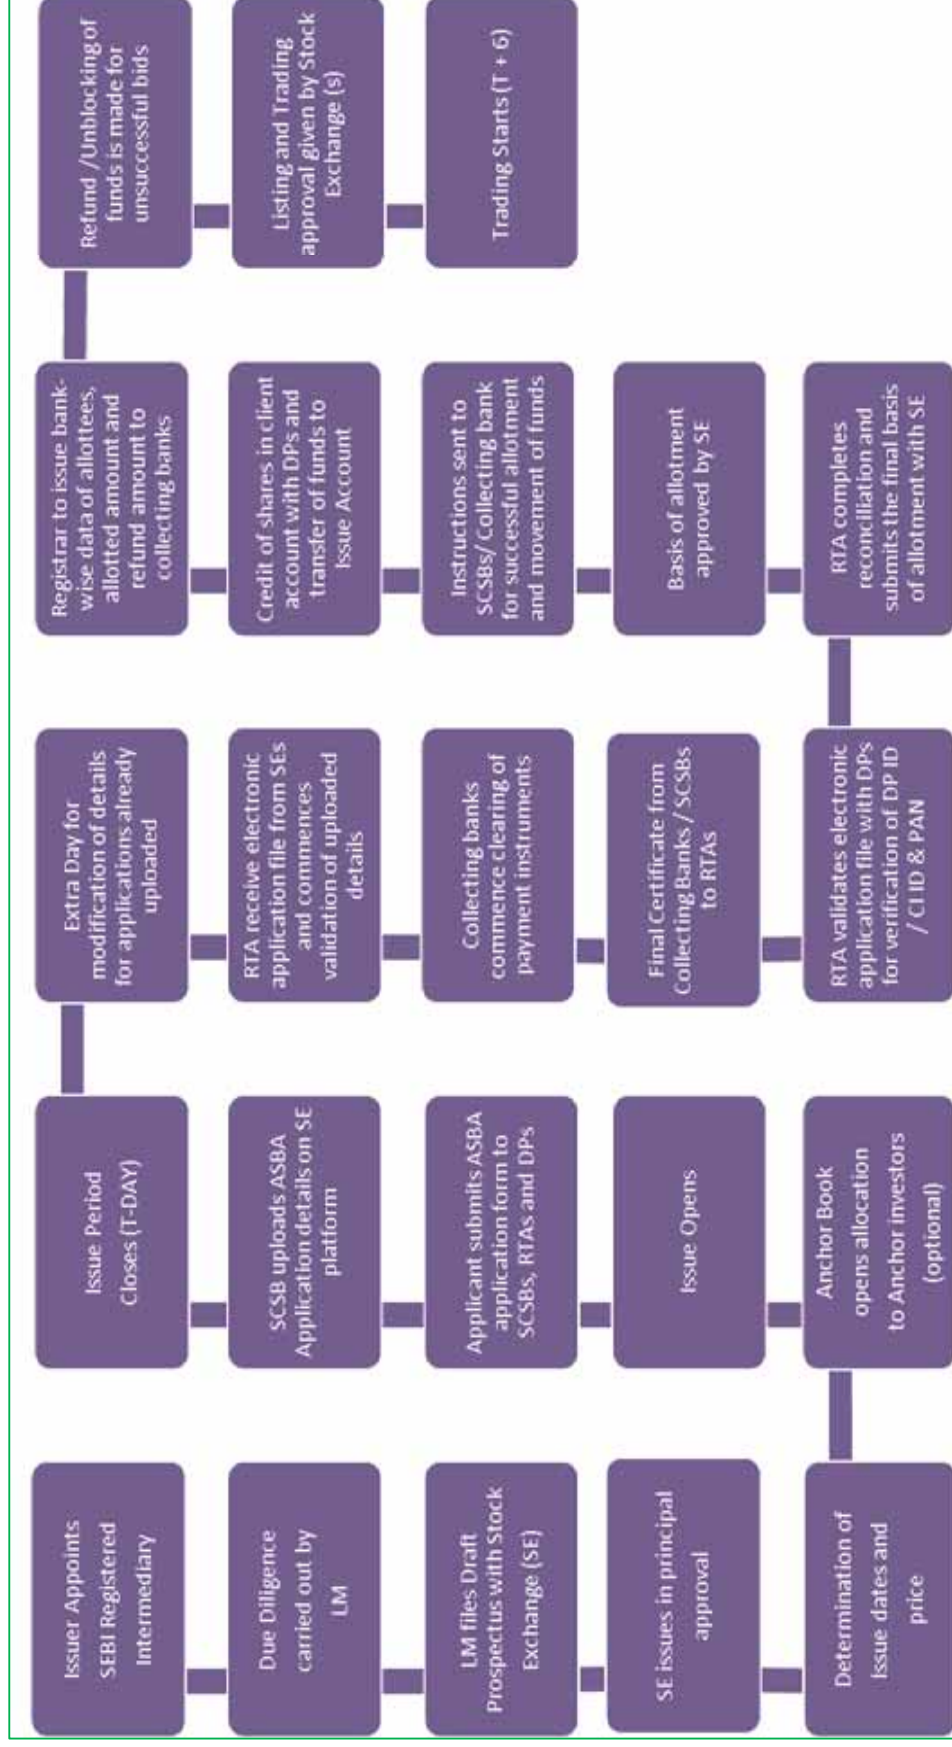 Issuer Appoints
SEBI Registered
Intermediary
Due Diligence
carried out by
LM
LM files Draft
Prospectus with Stock
Exchange (SE)
SE issues in principal
approval
Determination of
Issue dates and
price
Anchor Book
opens allocation
to Anchor investors
(optional)
Issue Opens
Applicant submits ASBA
application form to
SCSBs, RTAs and DPs
SCSB uploads ASBA
Application details on SE
platform
Issue Period
Closes (T-DAY)
Extra Day for
modification of details
for applications already
uploaded
RTA receive electronic
application file from SEs
and commences
validation of uploaded
details
Collecting banks
commence clearing of
payment instruments
Final Certificate from
Collecting Banks / SCSBs
to RTAs
RTA validates electronic
application file with DPs
for verification of DP ID
/ CI ID & PAN
RTA completes
reconciliation and
submits the final basis
of allotment with SE
Basis of allotment
approved by SE
Instructions sent to
SCSBs/ Collecting bank
for successful allotment
and movement of funds
Credit of shares in client
account with DPs and
transfer of funds to
Issue Account
Registrar to issue bank-
wise data of allottees,
allotted amount and
refund amount to
collecting banks
Refund /Unblocking of
funds is made for
unsuccessful bids
Listing and Trading
approval given by Stock
Exchange (s)
Trading Starts (T + 6)